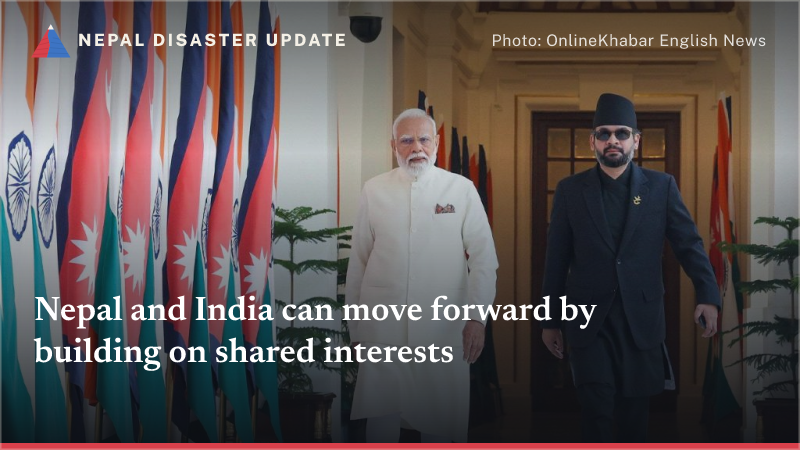 NEPAL DISASTER UPDATE
Photo: OnlineKhabar English News
Nepal and India can move forward by
building on shared interests